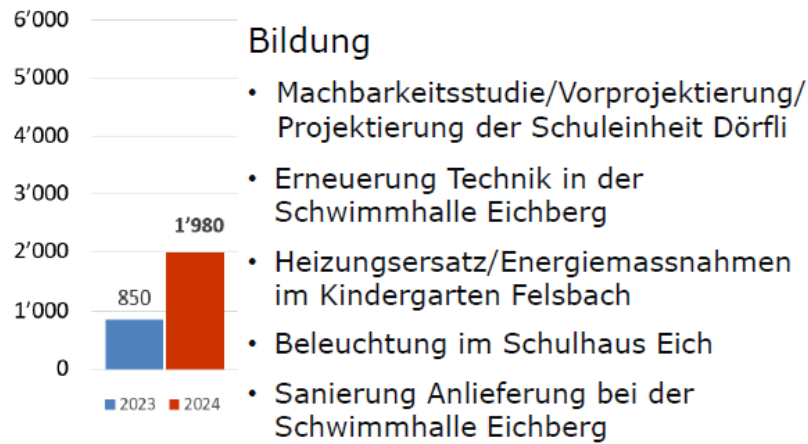 6’000
5’000
4’000
3’000
2’000
1’000
0
850
1’980
2023 2024
Bildung
• Machbarkeitsstudie/Vorprojektierung/
Projektierung der Schuleinheit Dörfli
• Erneuerung Technik in der
Schwimmhalle Eichberg
• Heizungsersatz/Energiemassnahmen
im Kindergarten Felsbach
• Beleuchtung im Schulhaus Eich
• Sanierung Anlieferung bei der
Schwimmhalle Eichberg